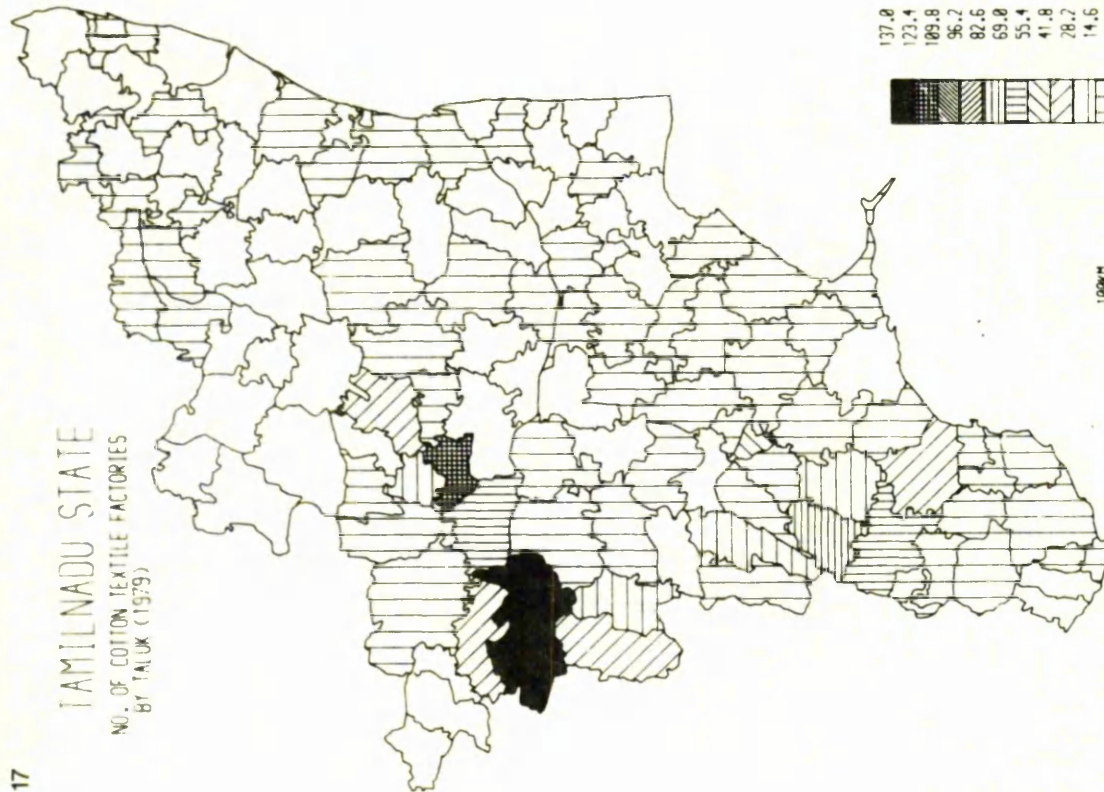 17
TAMILNADU STATE
NO. OF COTTON TEXTILE FACTORIES
BY TALUK (1979)
137.0
123.4
109.8
96.2
82.6
69.0
55.4
41.8
28.2
14.6
100KM